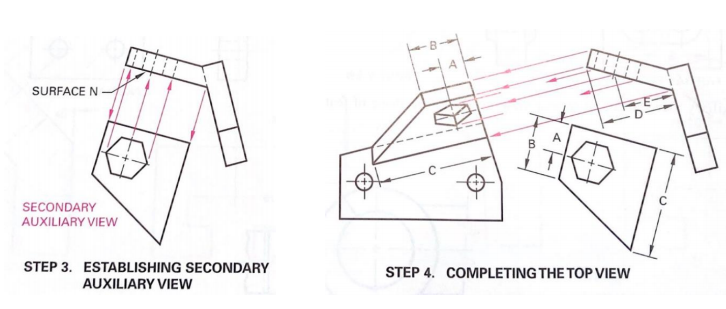 SURFACE N
SECONDARY
AUXILIARY VIEW
STEP 3. ESTABLISHING SECONDARY
AUXILIARY VIEW
B
A
C
E
D
B
A
C
STEP 4. COMPLETING THE TOP VIEW